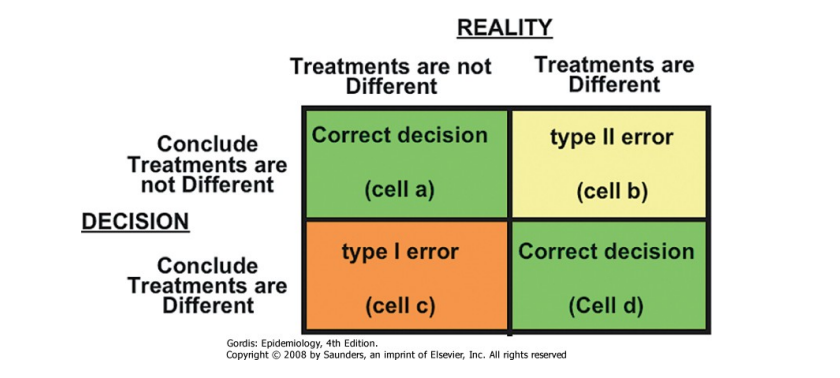 REALITY
Treatments are not
Different
Treatments are
Different
Conclude
Treatments are
not Different
Correct decision
(cell a)
type II error
(cell b)
DECISION
Conclude
Treatments are
Different
type I error
(cell c)
Correct decision
(Cell d)
Gordis: Epidemiology, 4th Edition.
Copyright © 2008 by Saunders, an imprint of Elsevier, Inc. All rights reserved